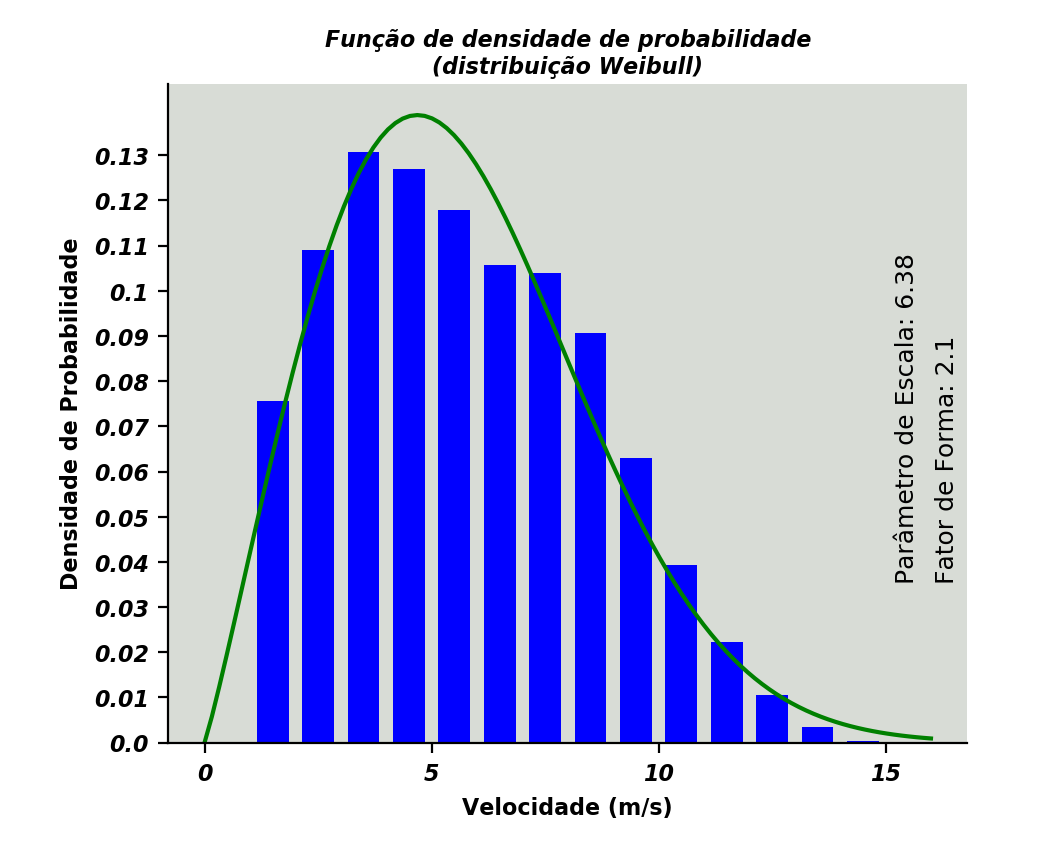 Função de densidade de probabilidade
(distribuição Weibull)
Densidade de Probabilidade
0.13
0.12
0.11
0.1
0.09
0.08
0.07
0.06
0.05
0.04
0.03
0.02
0.01
0.0
Parâmetro de Escala: 6.38
Fator de Forma: 2.1
0 5 10 15
Velocidade (m/s)